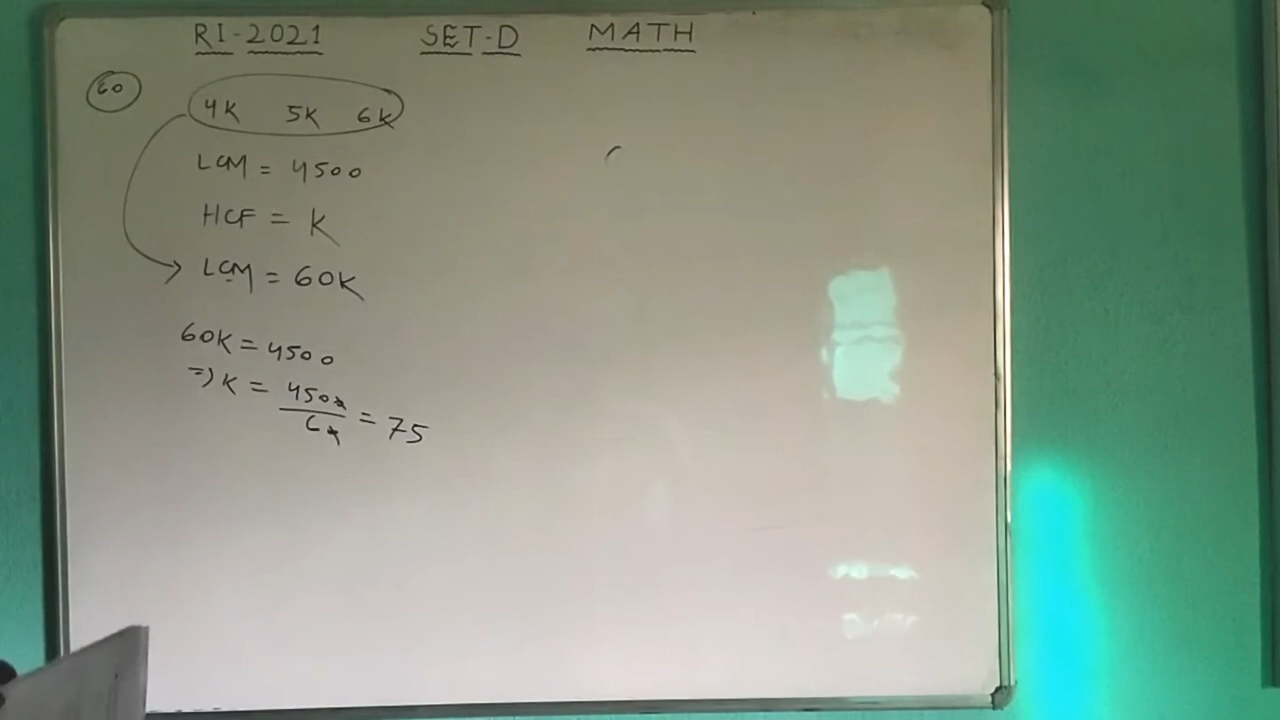 RI-2021 SET-D MATH
60
4K 5K 6K
LCM = 4500
HCF = K
LCM = 60K
60K = 4500
=> K = 4500/60 = 75